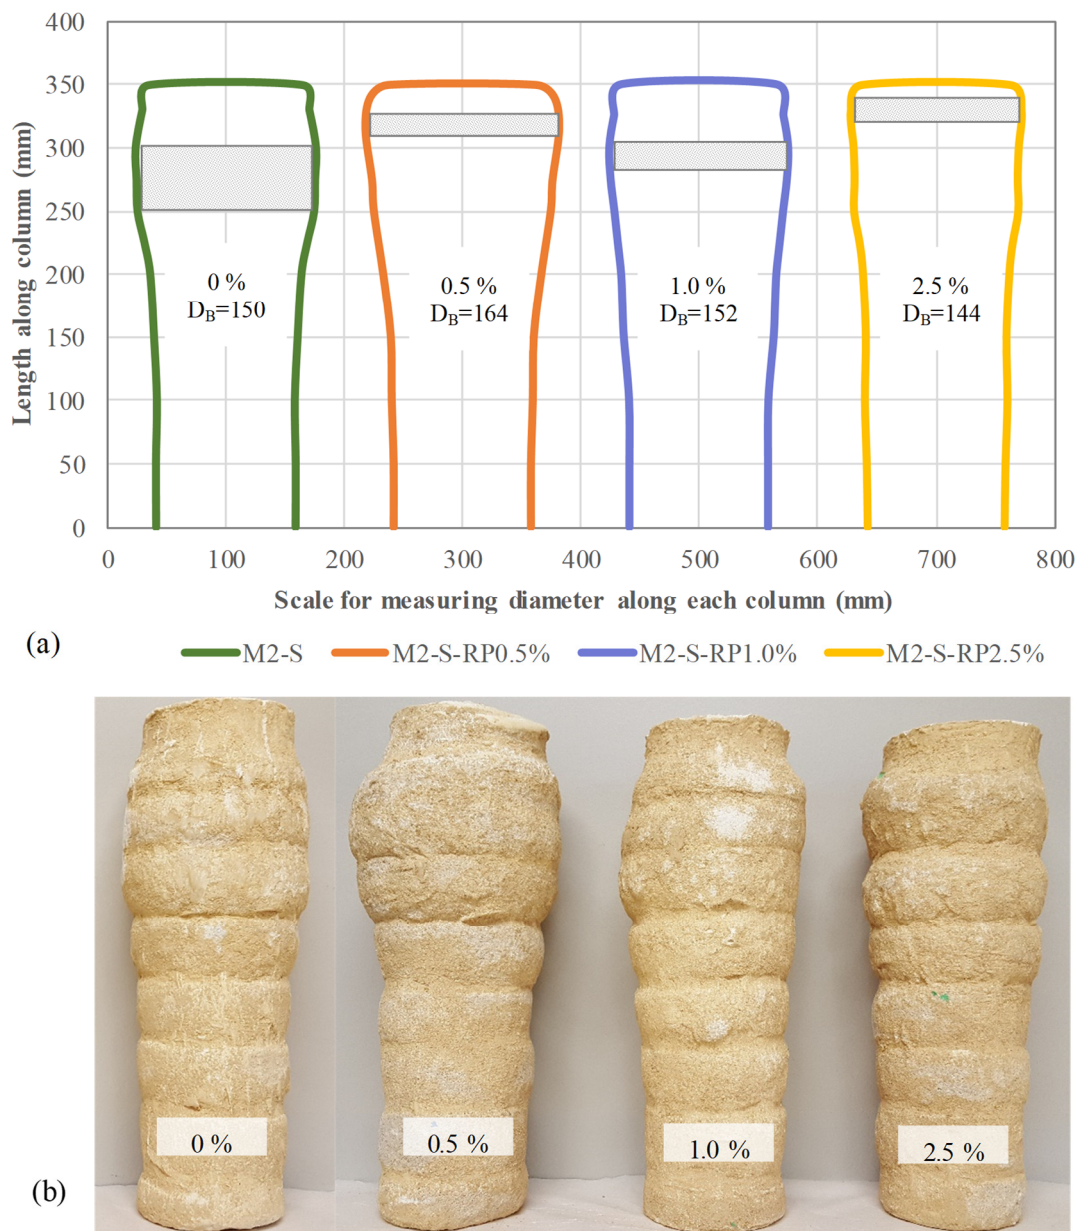 400
350
300
250
200
150
100
50
0
Length along column (mm)
0 %
D_B=150
0.5 %
D_B=164
1.0 %
D_B=152
2.5 %
D_B=144
0 100 200 300 400 500 600 700 800
Scale for measuring diameter along each column (mm)
(a)
M2-S M2-S-RP0.5% M2-S-RP1.0% M2-S-RP2.5%
0 % 0.5 % 1.0 % 2.5 %
(b)